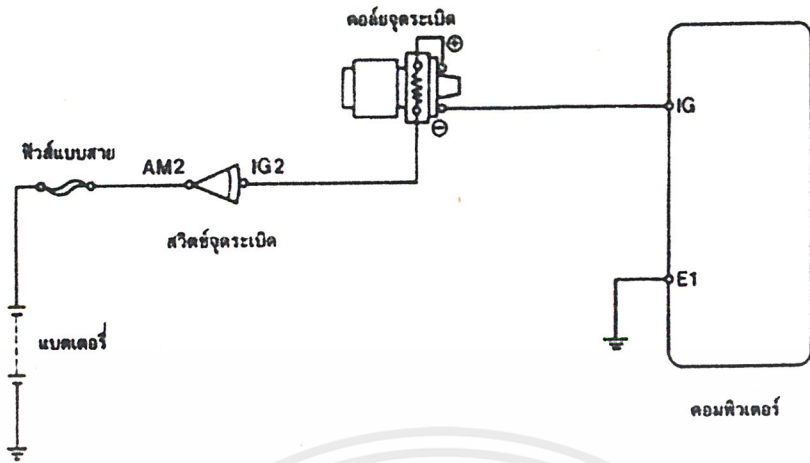 คอล์ยจุดระเบิด
⊕
IG
⊖
ฟิวส์แบบสาย
AM2
IG2
สวิตช์จุดระเบิด
E1
แบตเตอรี่
คอมพิวเตอร์